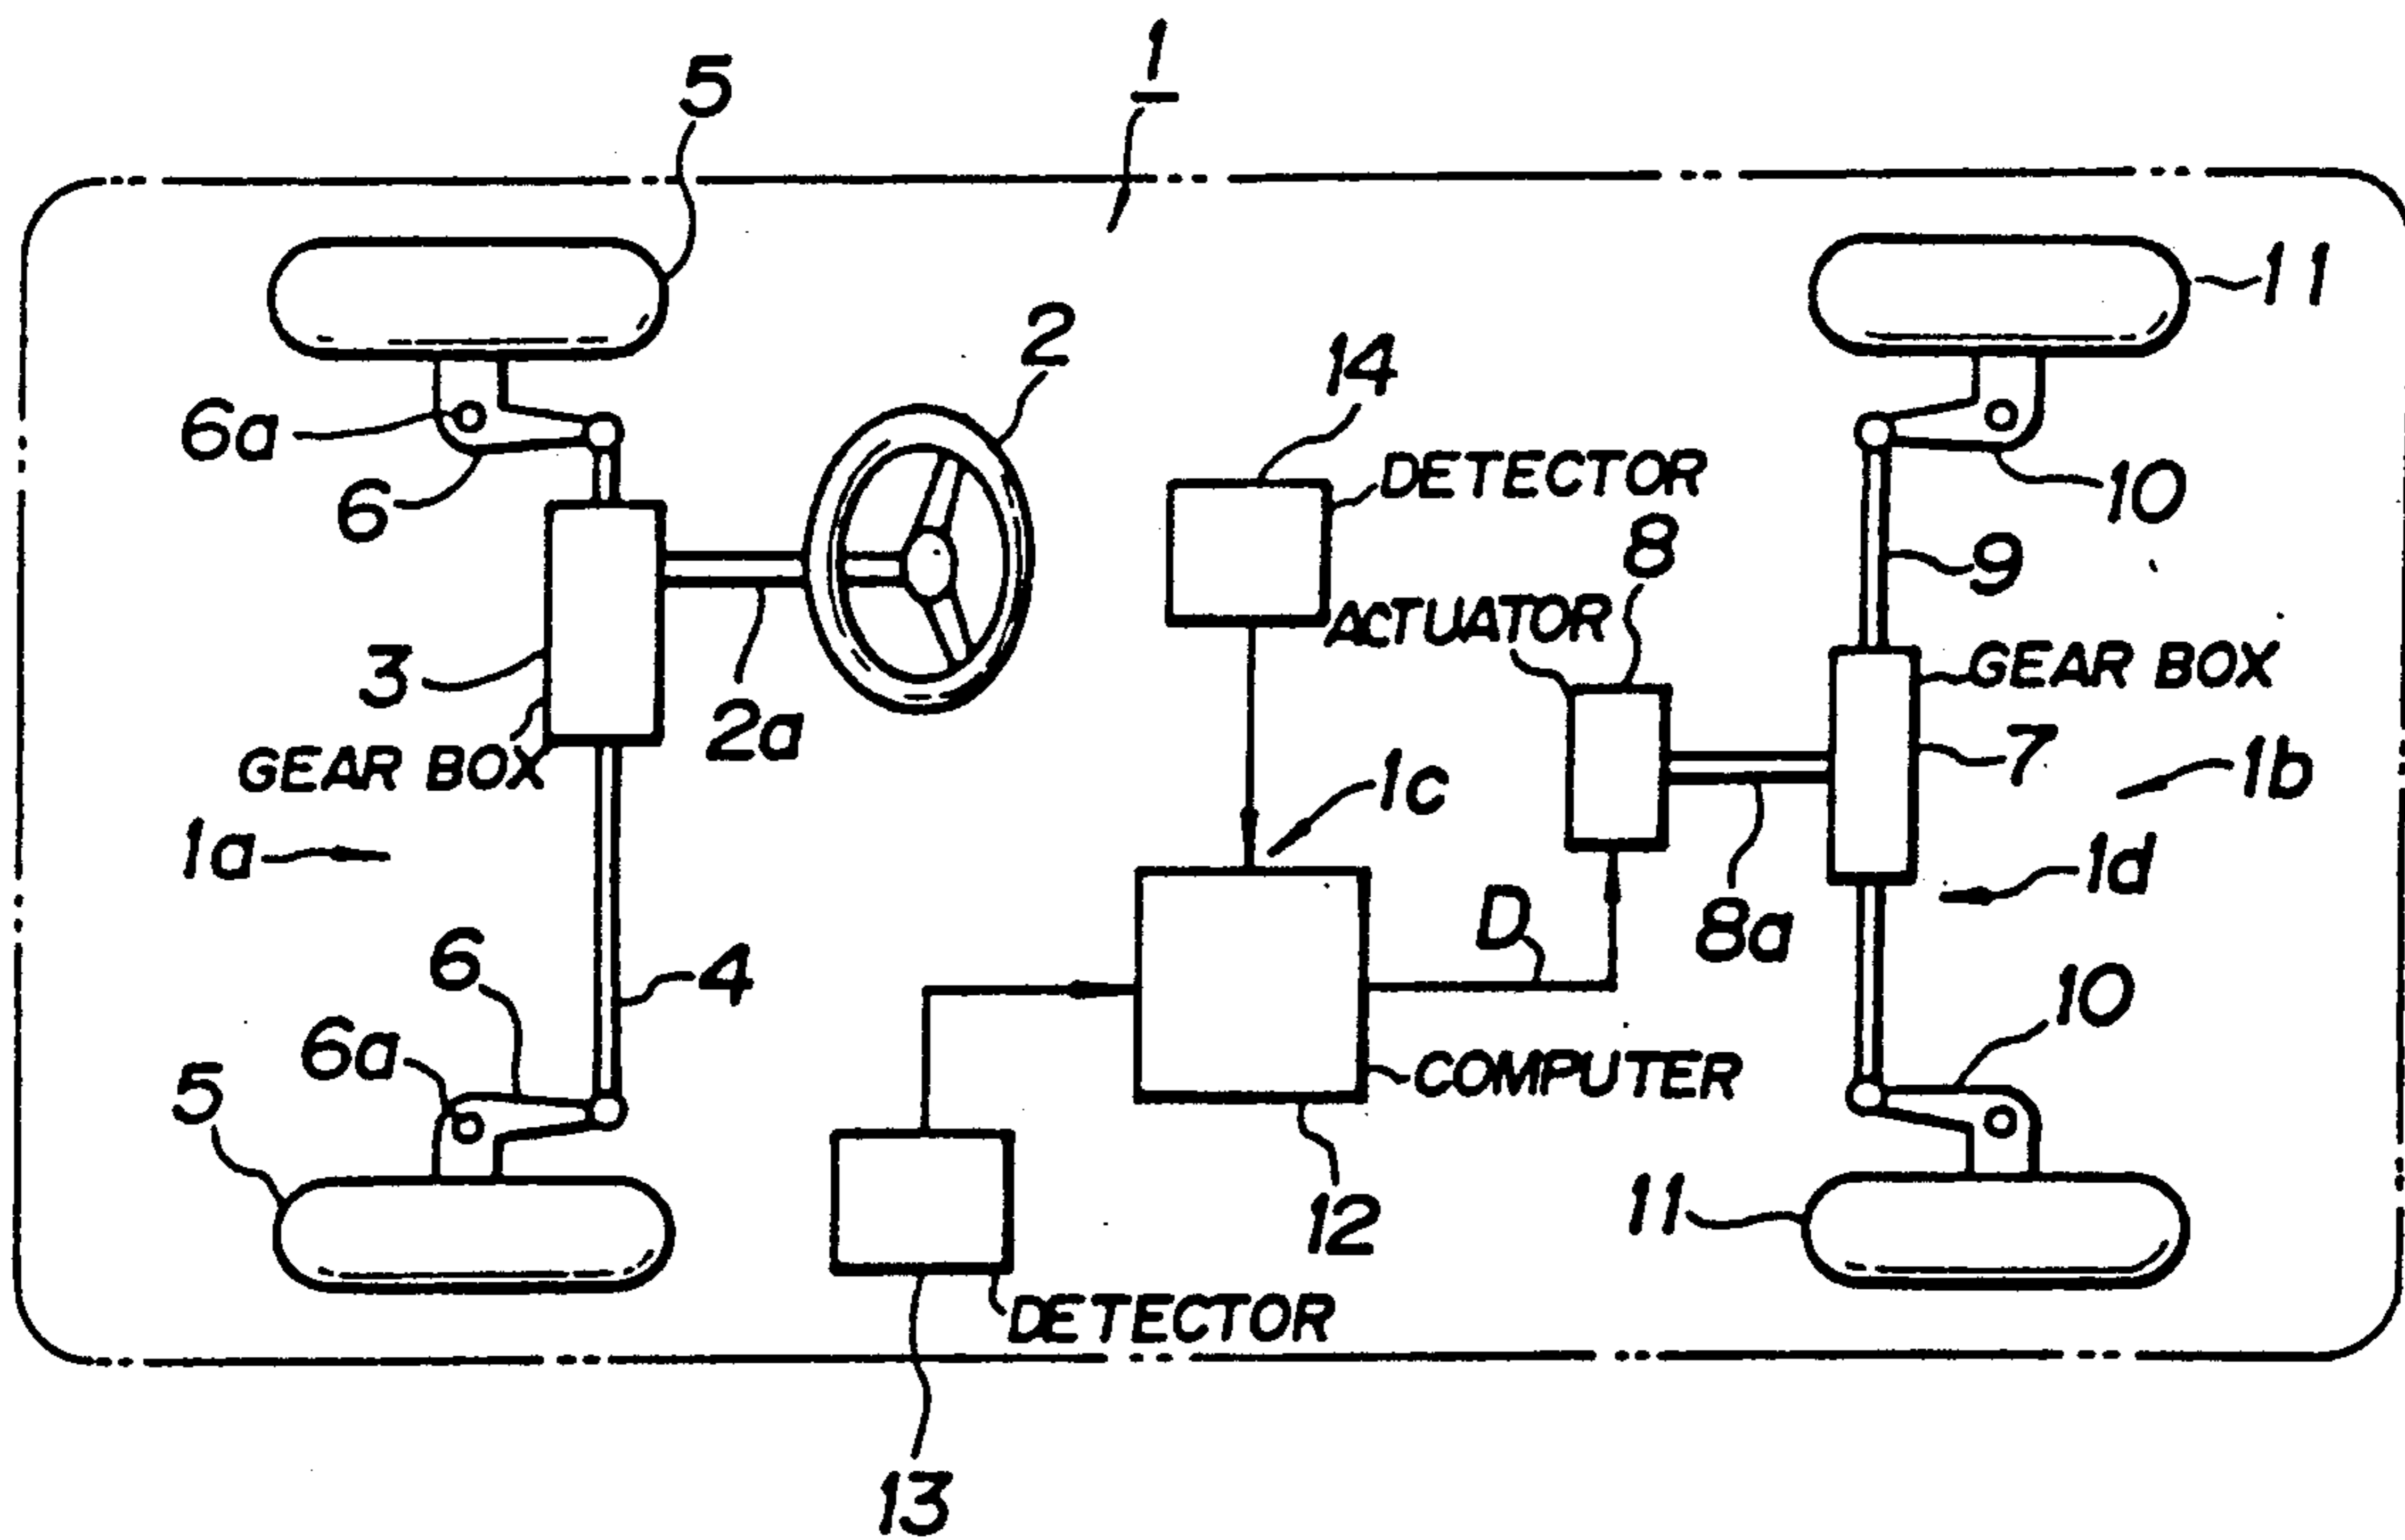 1
5
11
2
14
6a
DETECTOR
6
10
8
9
ACTUATOR
3
GEAR BOX
2a
7
GEAR BOX
1c
1b
1a
1d
D
8a
6
4
10
6a
COMPUTER
5
12
11
DETECTOR
13